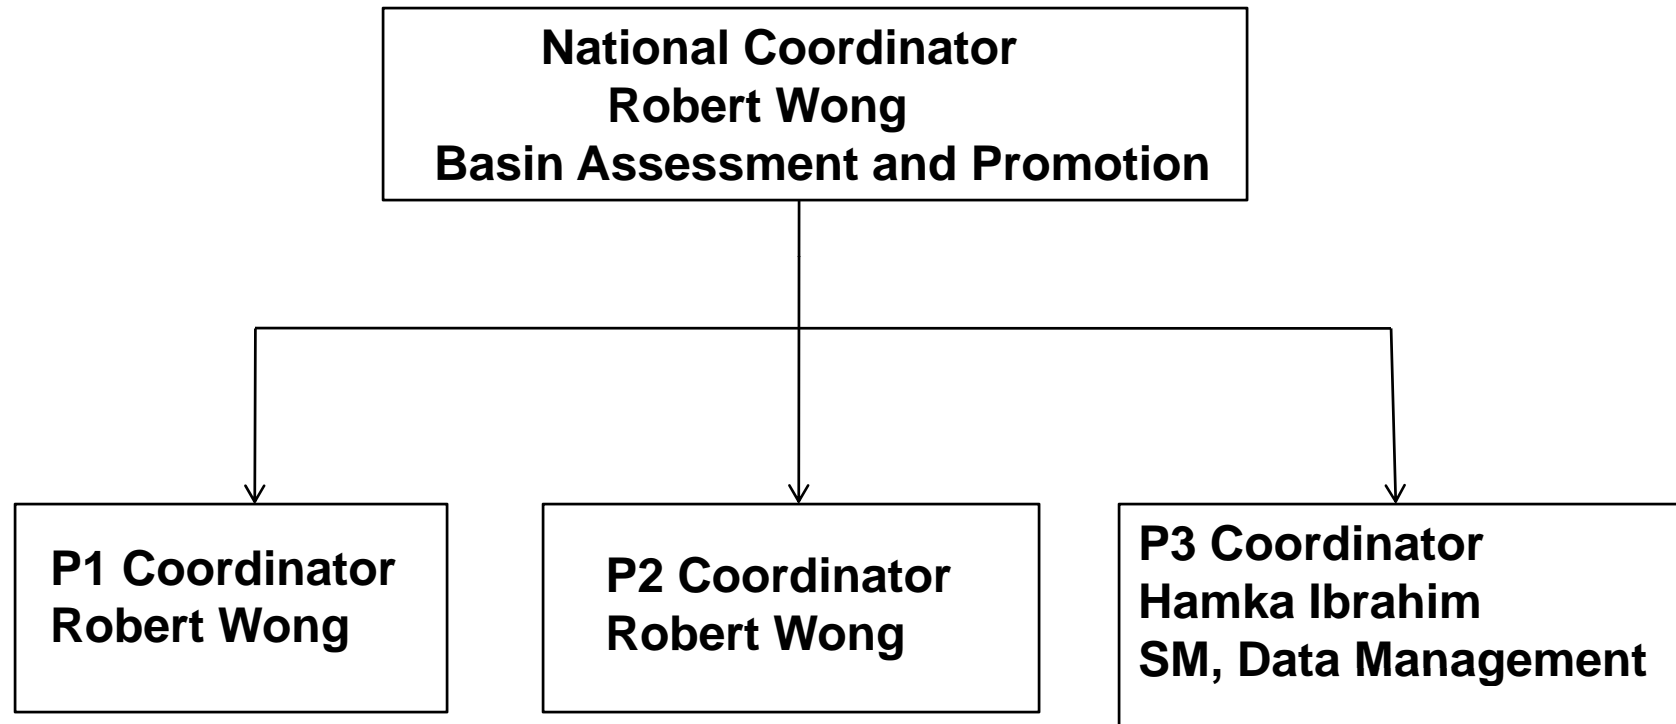 National Coordinator
Robert Wong
Basin Assessment and Promotion
P1 Coordinator
Robert Wong
P2 Coordinator
Robert Wong
P3 Coordinator
Hamka Ibrahim
SM, Data Management